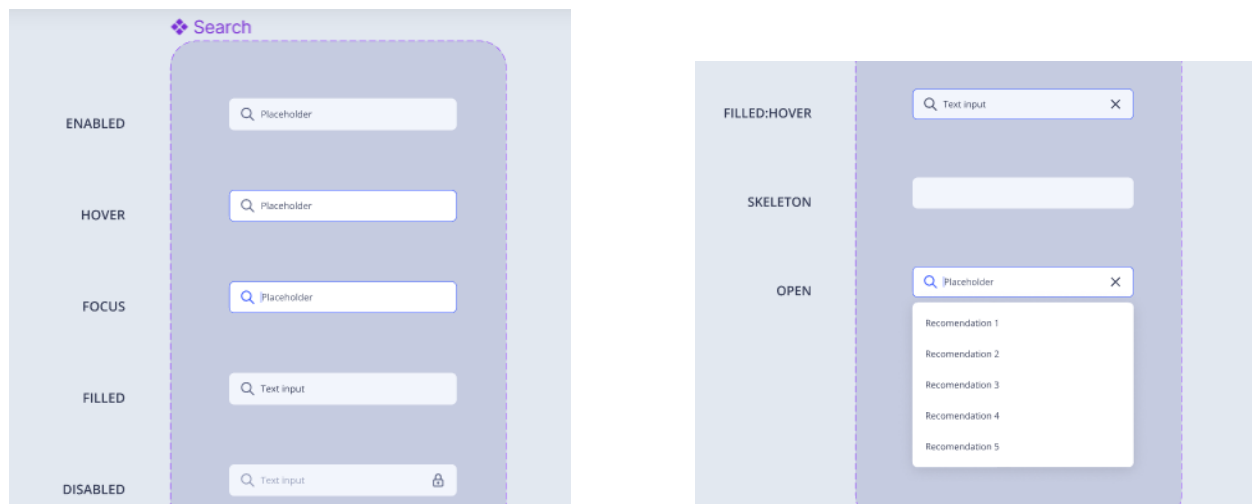 Search
ENABLED
Placeholder
HOVER
Placeholder
FOCUS
Placeholder
FILLED
Text input
DISABLED
Text input
FILLED:HOVER
Text input
SKELETON
OPEN
Placeholder
Recomendation 1
Recomendation 2
Recomendation 3
Recomendation 4
Recomendation 5